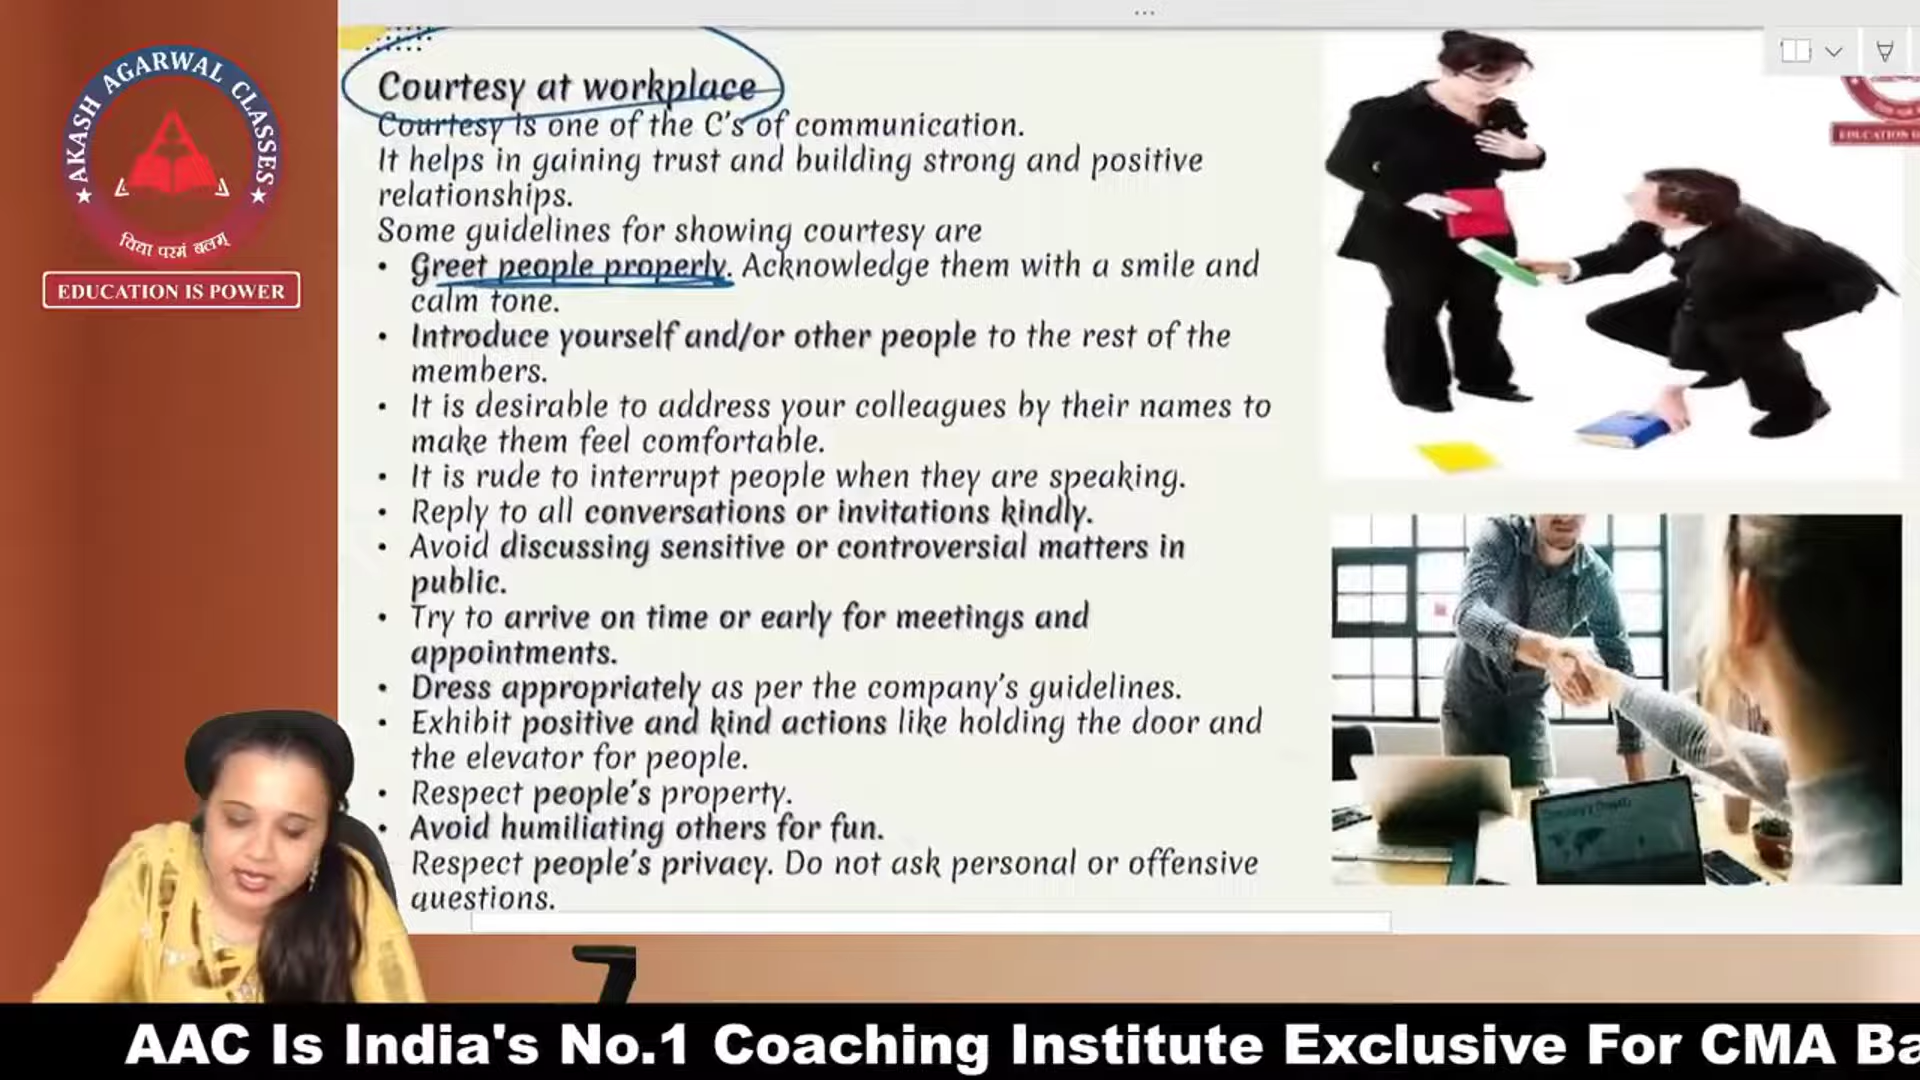 AKASH AGARWAL CLASSES
विद्या परमं बलम्
EDUCATION IS POWER
Courtesy at workplace
Courtesy is one of the C's of communication.
It helps in gaining trust and building strong and positive
relationships.
Some guidelines for showing courtesy are
• Greet people properly. Acknowledge them with a smile and
calm tone.
• Introduce yourself and/or other people to the rest of the
members.
• It is desirable to address your colleagues by their names to
make them feel comfortable.
• It is rude to interrupt people when they are speaking.
• Reply to all conversations or invitations kindly.
• Avoid discussing sensitive or controversial matters in
public.
• Try to arrive on time or early for meetings and
appointments.
• Dress appropriately as per the company's guidelines.
• Exhibit positive and kind actions like holding the door and
the elevator for people.
• Respect people's property.
• Avoid humiliating others for fun.
Respect people's privacy. Do not ask personal or offensive
questions.
EDUCATION
AAC Is India's No.1 Coaching Institute Exclusive For CMA Ba